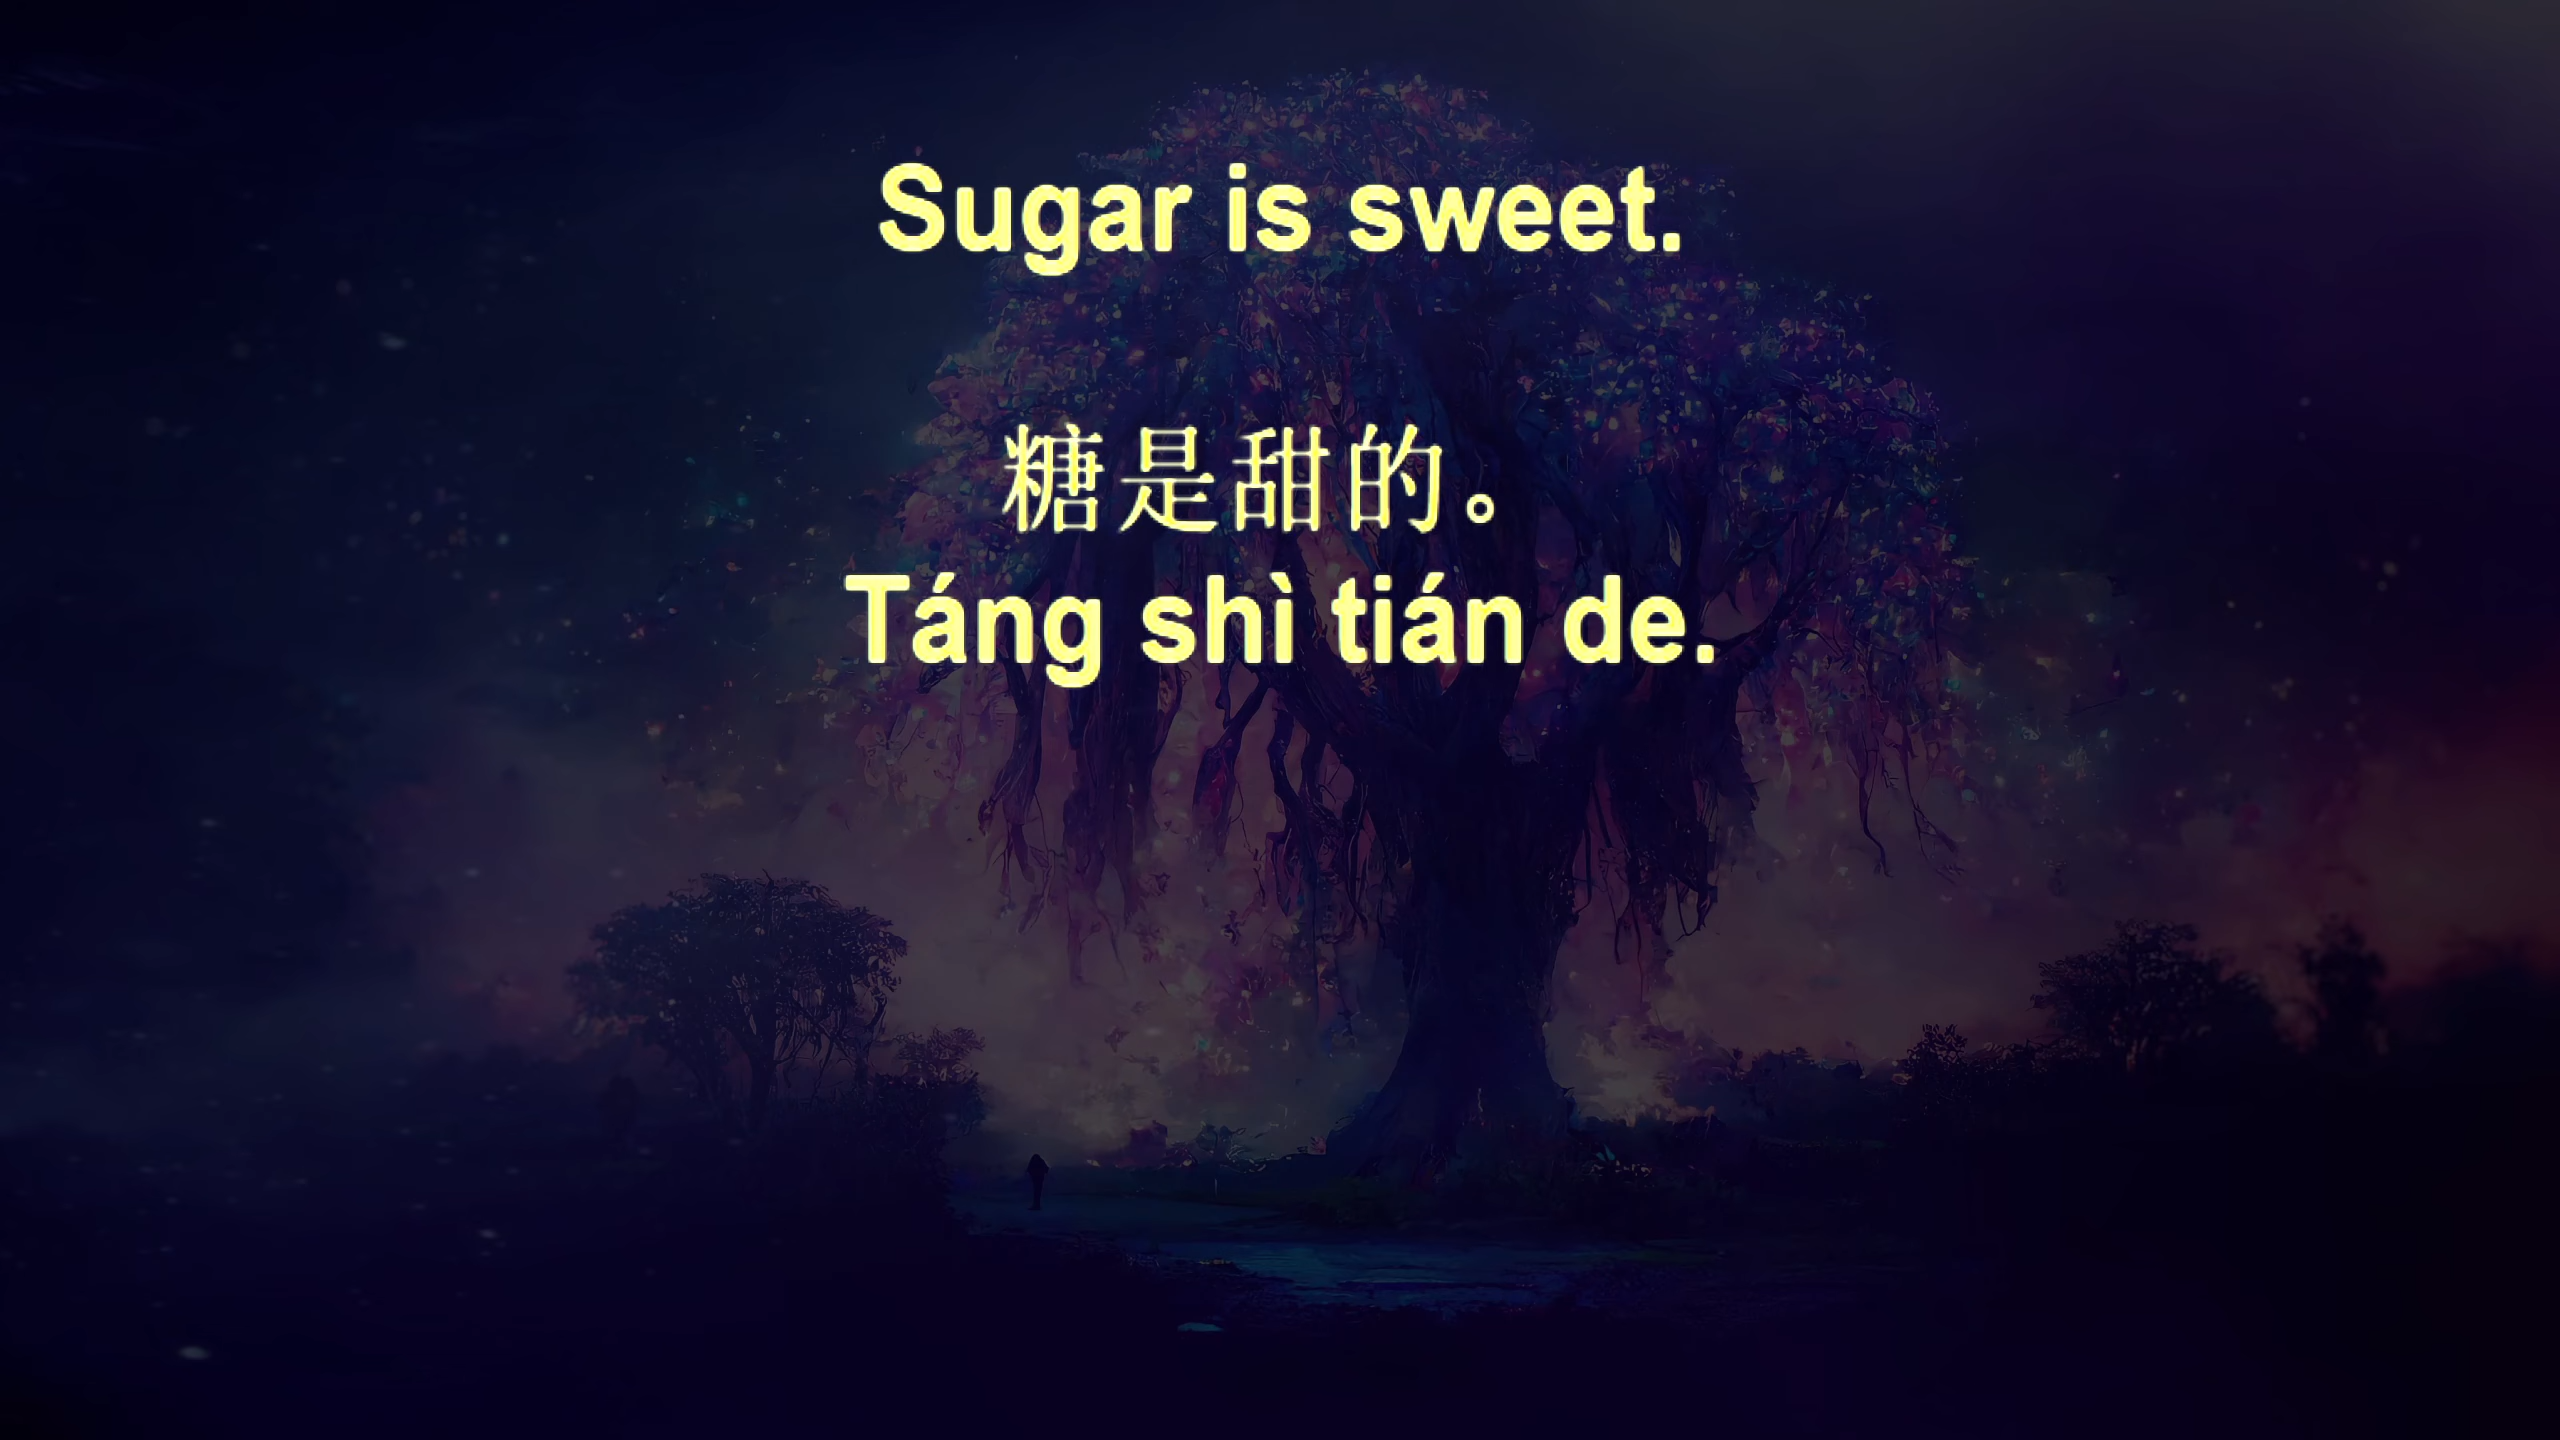 Sugar is sweet.
糖是甜的。
Táng shì tián de.